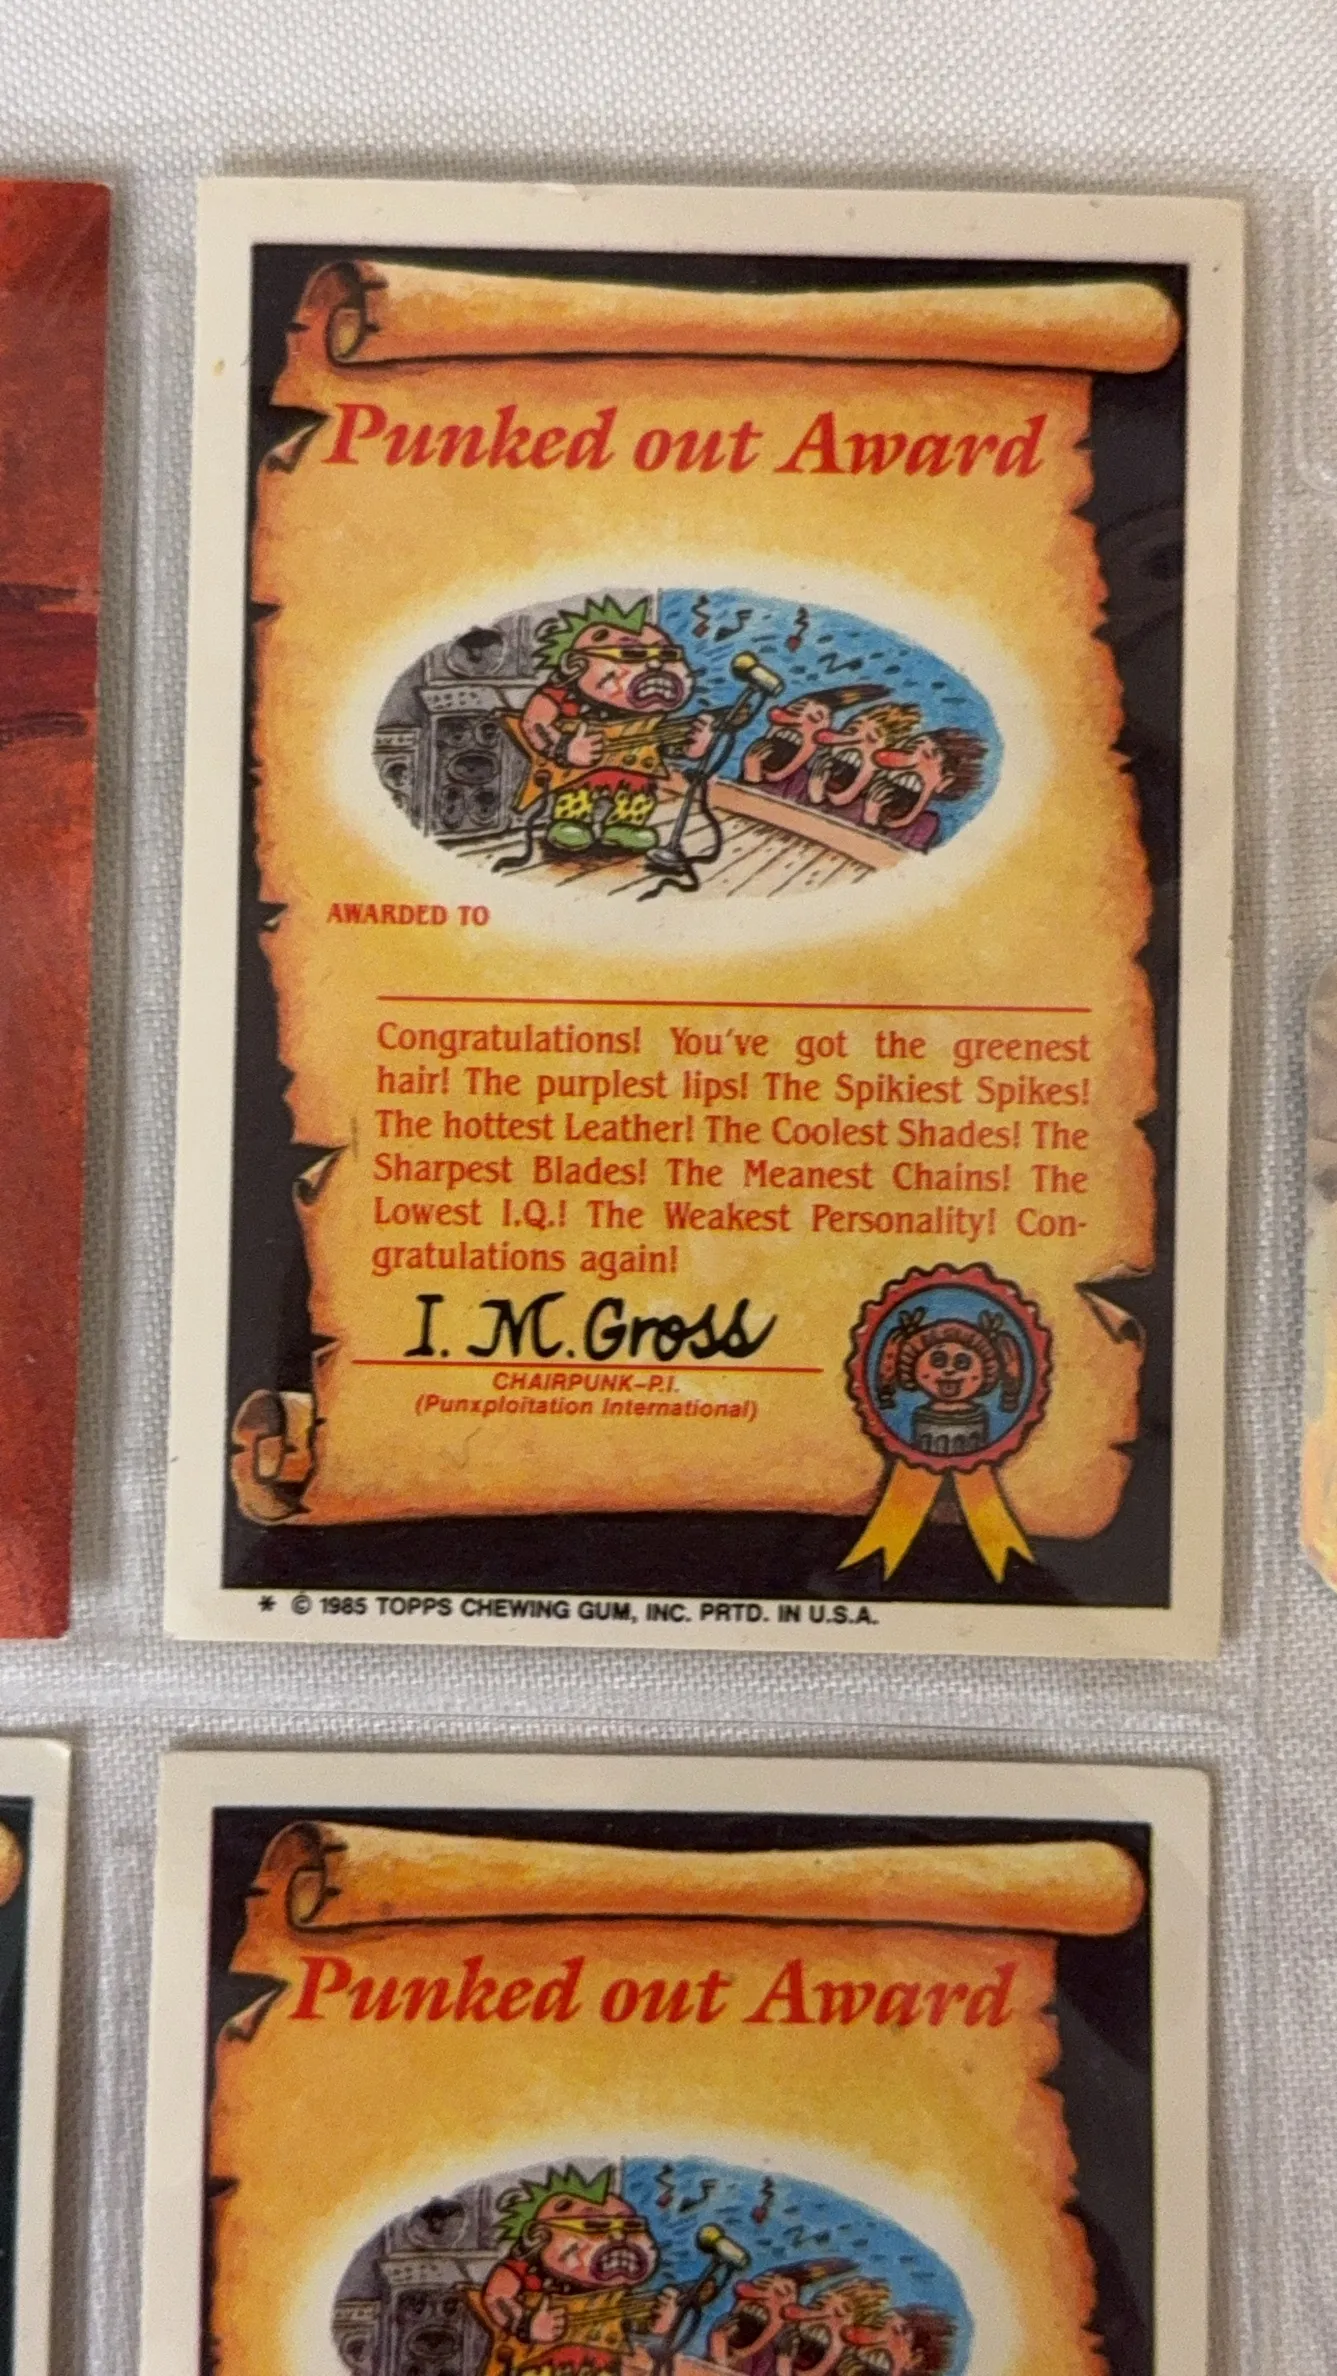 Punked out Award
AWARDED TO
Congratulations! You've got the greenest
hair! The purplest lips! The Spikiest Spikes!
The hottest Leather! The Coolest Shades! The
Sharpest Blades! The Meanest Chains! The
Lowest I.Q.! The Weakest Personality! Con-
gratulations again!
I. M. Gross
CHAIRPUNK–P.I.
(Punxploitation International)
* © 1985 TOPPS CHEWING GUM, INC. PRTD. IN U.S.A.
Punked out Award